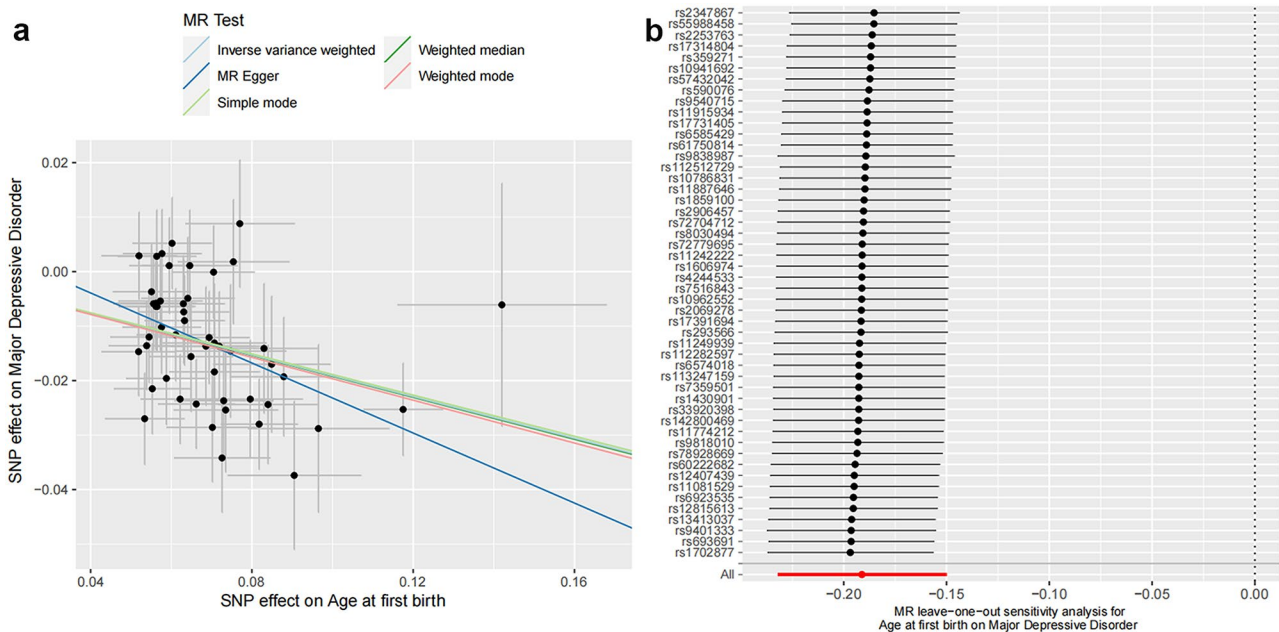 a
MR Test
Inverse variance weighted
Weighted median
MR Egger
Weighted mode
Simple mode
SNP effect on Major Depressive Disorder
0.02
0.00
−0.02
−0.04
0.04
0.08
0.12
0.16
SNP effect on Age at first birth
b
rs2347867
rs55988458
rs2253763
rs17314804
rs359271
rs10941692
rs57432042
rs590076
rs9540715
rs11915934
rs17731405
rs6585429
rs61750814
rs9838987
rs112512729
rs10786831
rs11887646
rs1859100
rs2906457
rs72704712
rs8030494
rs72779695
rs11242222
rs1606974
rs4244533
rs7516843
rs10962552
rs2069278
rs17391694
rs293566
rs11249939
rs112282597
rs6574018
rs113247159
rs7359501
rs1430901
rs33920398
rs142800469
rs11774212
rs9818010
rs78928669
rs60222682
rs12407439
rs11081529
rs6923535
rs12815613
rs13413037
rs9401333
rs693691
rs1702877
All
−0.20
−0.15
−0.10
−0.05
0.00
MR leave−one−out sensitivity analysis for
Age at first birth on Major Depressive Disorder